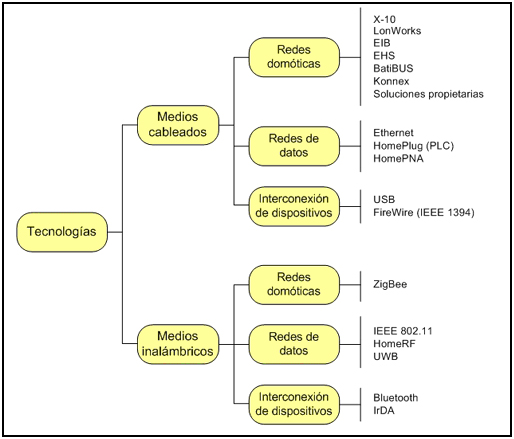 Tecnologías
Medios
cableados
Redes
domóticas
X-10
LonWorks
EIB
EHS
BatiBUS
Konnex
Soluciones propietarias
Redes de
datos
Ethernet
HomePlug (PLC)
HomePNA
Interconexión
de dispositivos
USB
FireWire (IEEE 1394)
Medios
inalámbricos
Redes
domóticas
ZigBee
Redes de
datos
IEEE 802.11
HomeRF
UWB
Interconexión
de dispositivos
Bluetooth
IrDA